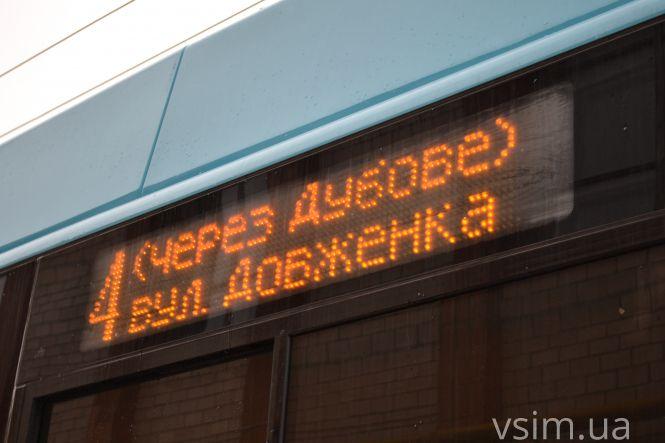 4 (через Дубове)
вул. Довженка
vsim.ua